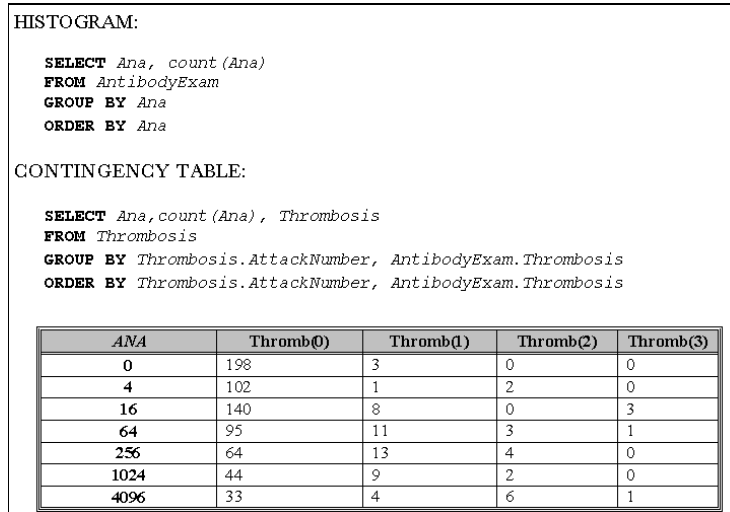 HISTOGRAM:
SELECT Ana, count(Ana)
FROM AntibodyExam
GROUP BY Ana
ORDER BY Ana
CONTINGENCY TABLE:
SELECT Ana,count(Ana), Thrombosis
FROM Thrombosis
GROUP BY Thrombosis.AttackNumber, AntibodyExam.Thrombosis
ORDER BY Thrombosis.AttackNumber, AntibodyExam.Thrombosis
ANA Thromb(0) Thromb(1) Thromb(2) Thromb(3)
0 198 3 0 0
4 102 1 2 0
16 140 8 0 3
64 95 11 3 1
256 64 13 4 0
1024 44 9 2 0
4096 33 4 6 1